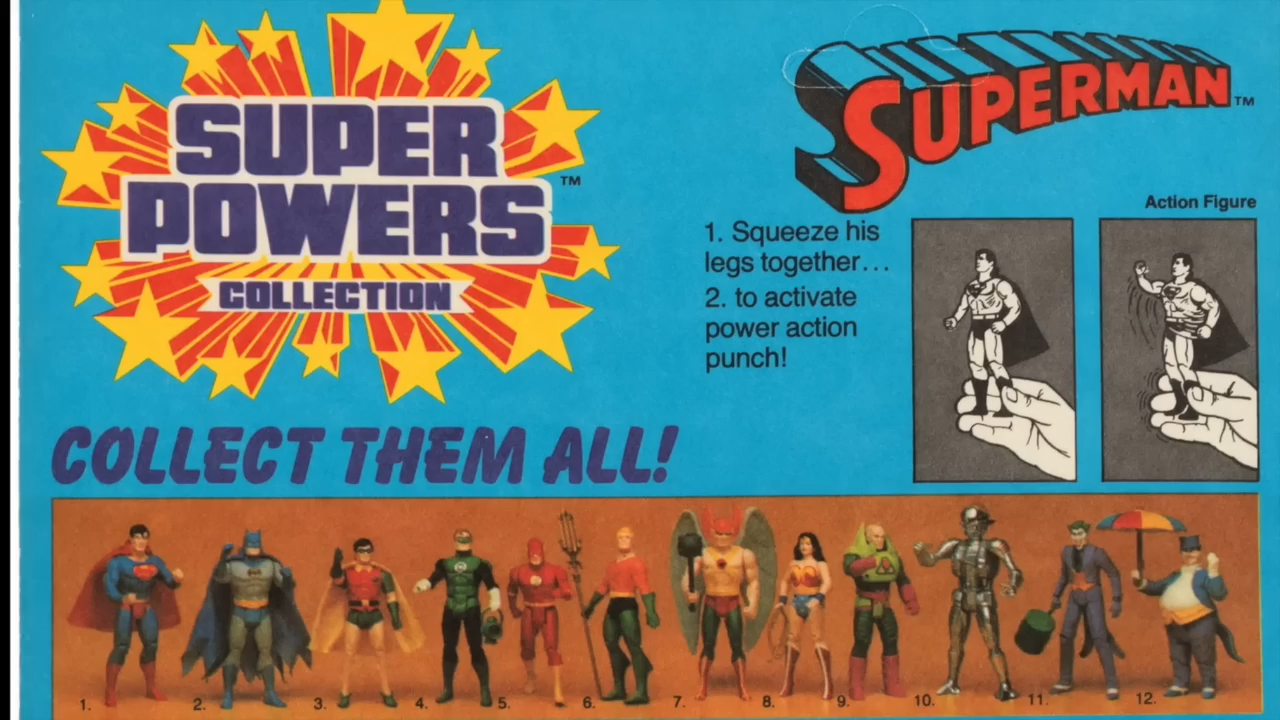 SUPER
POWERS
™
COLLECTION
SUPERMAN
™
Action Figure
1. Squeeze his
legs together...
2. to activate
power action
punch!
COLLECT THEM ALL!
1. 2. 3. 4. 5. 6. 7. 8. 9. 10. 11. 12.